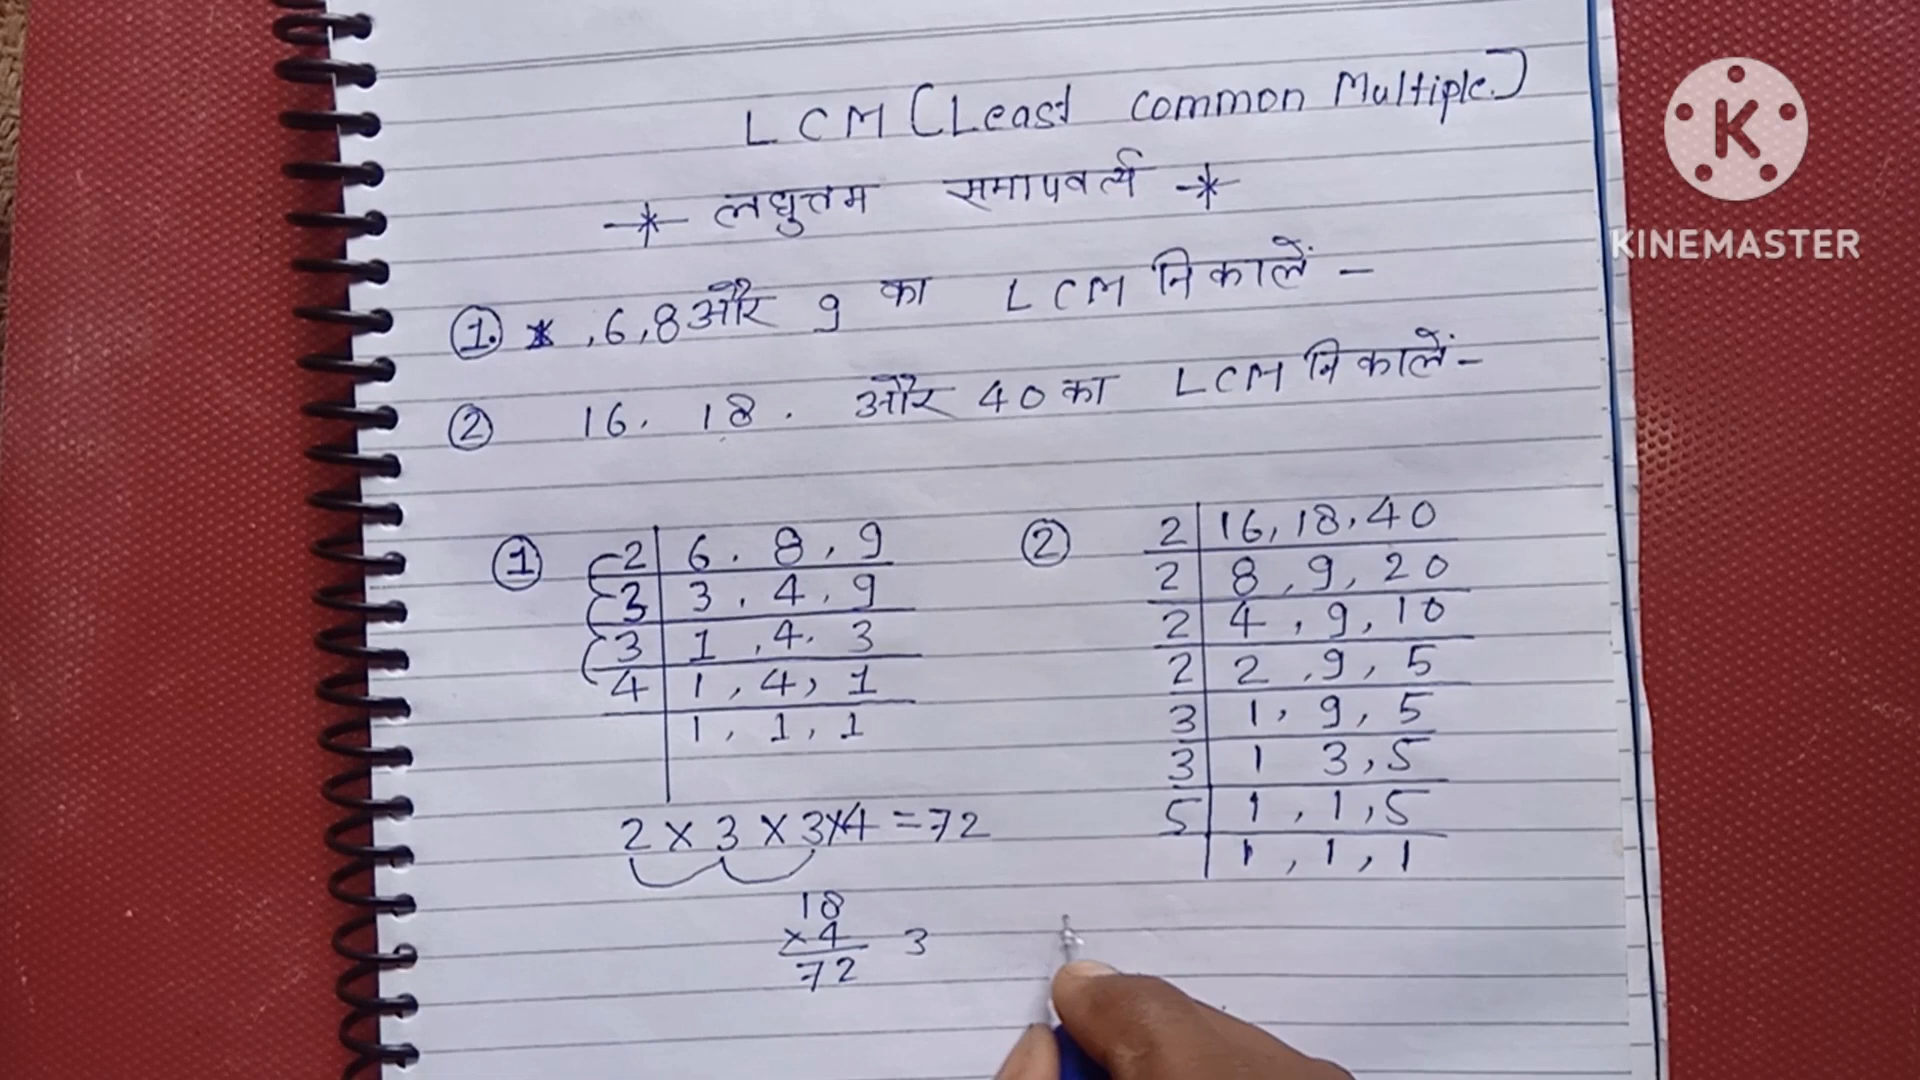 LCM (Least Common Multiple)
लघुत्तम समापवर्त्य
1. , 6, 8 और 9 का LCM निकालें -
2 16. 18. और 40 का LCM निकालें -
1
2 | 6, 8, 9
3 | 3, 4, 9
3 | 1, 4, 3
4 | 1, 4, 1
1, 1, 1
2 x 3 x 3x4 = 72
18
x 4 3
72
2
2 | 16, 18, 40
2 | 8, 9, 20
2 | 4, 9, 10
2 | 2, 9, 5
3 | 1, 9, 5
3 | 1 3, 5
5 | 1, 1, 5
1, 1, 1
K
KINEMASTER